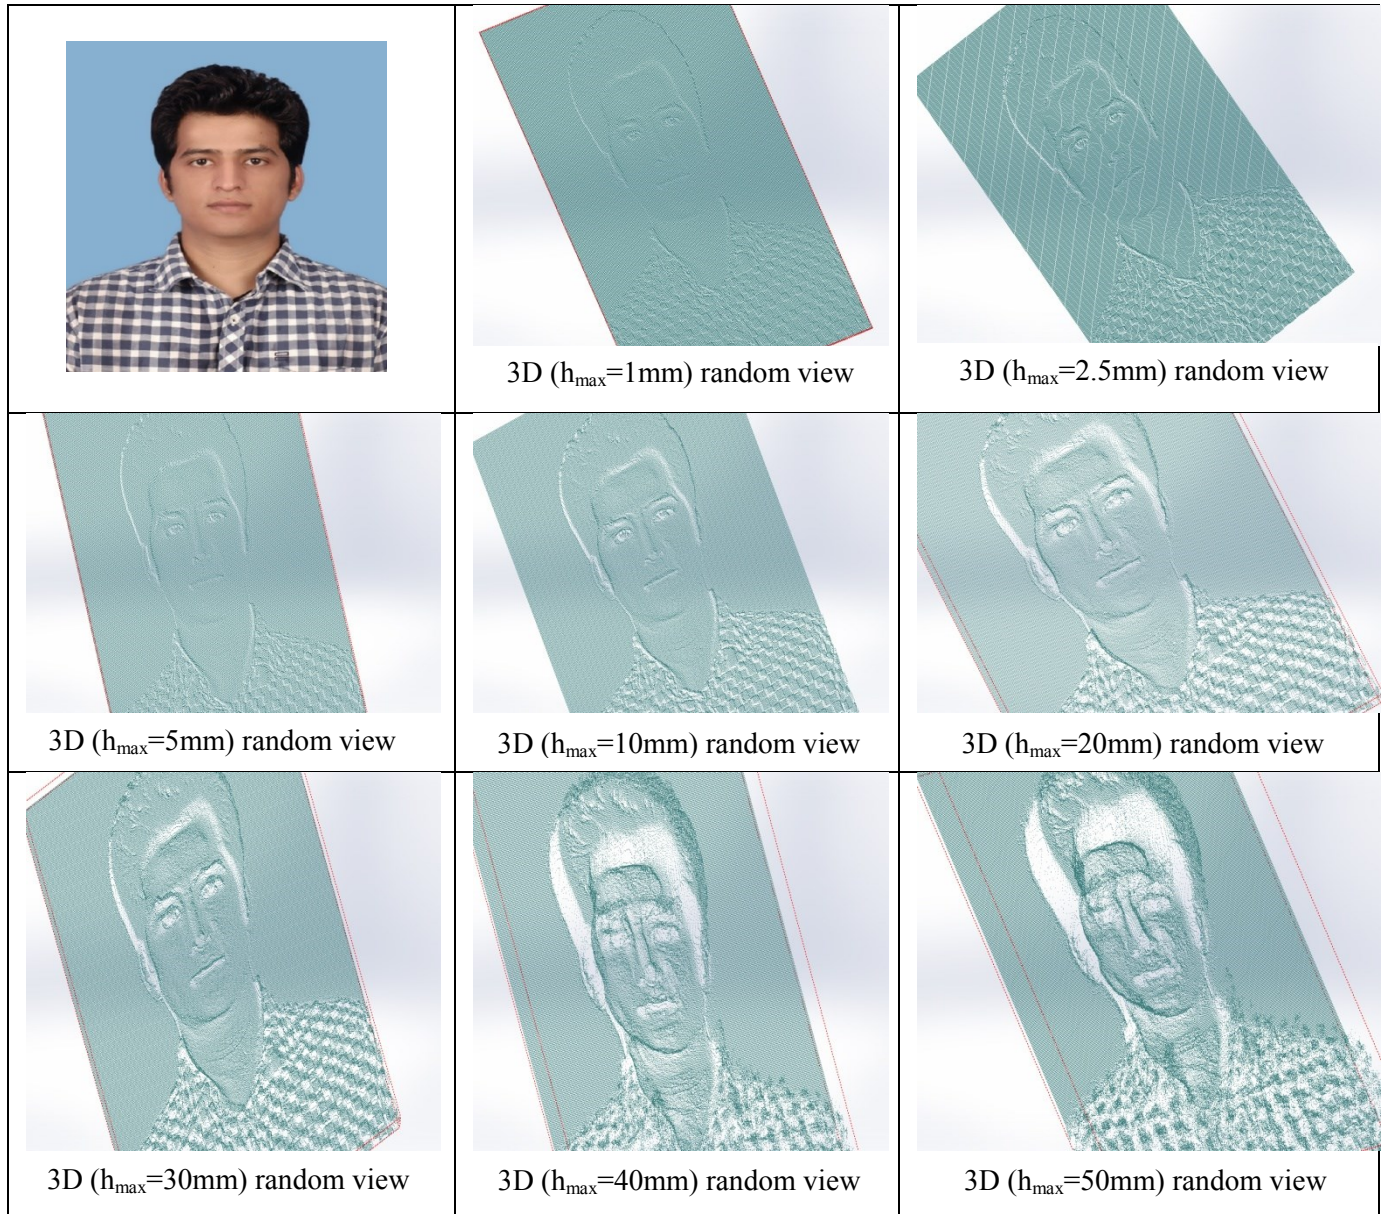 3D (hmax=1mm) random view
3D (hmax=2.5mm) random view
3D (hmax=5mm) random view
3D (hmax=10mm) random view
3D (hmax=20mm) random view
3D (hmax=30mm) random view
3D (hmax=40mm) random view
3D (hmax=50mm) random view